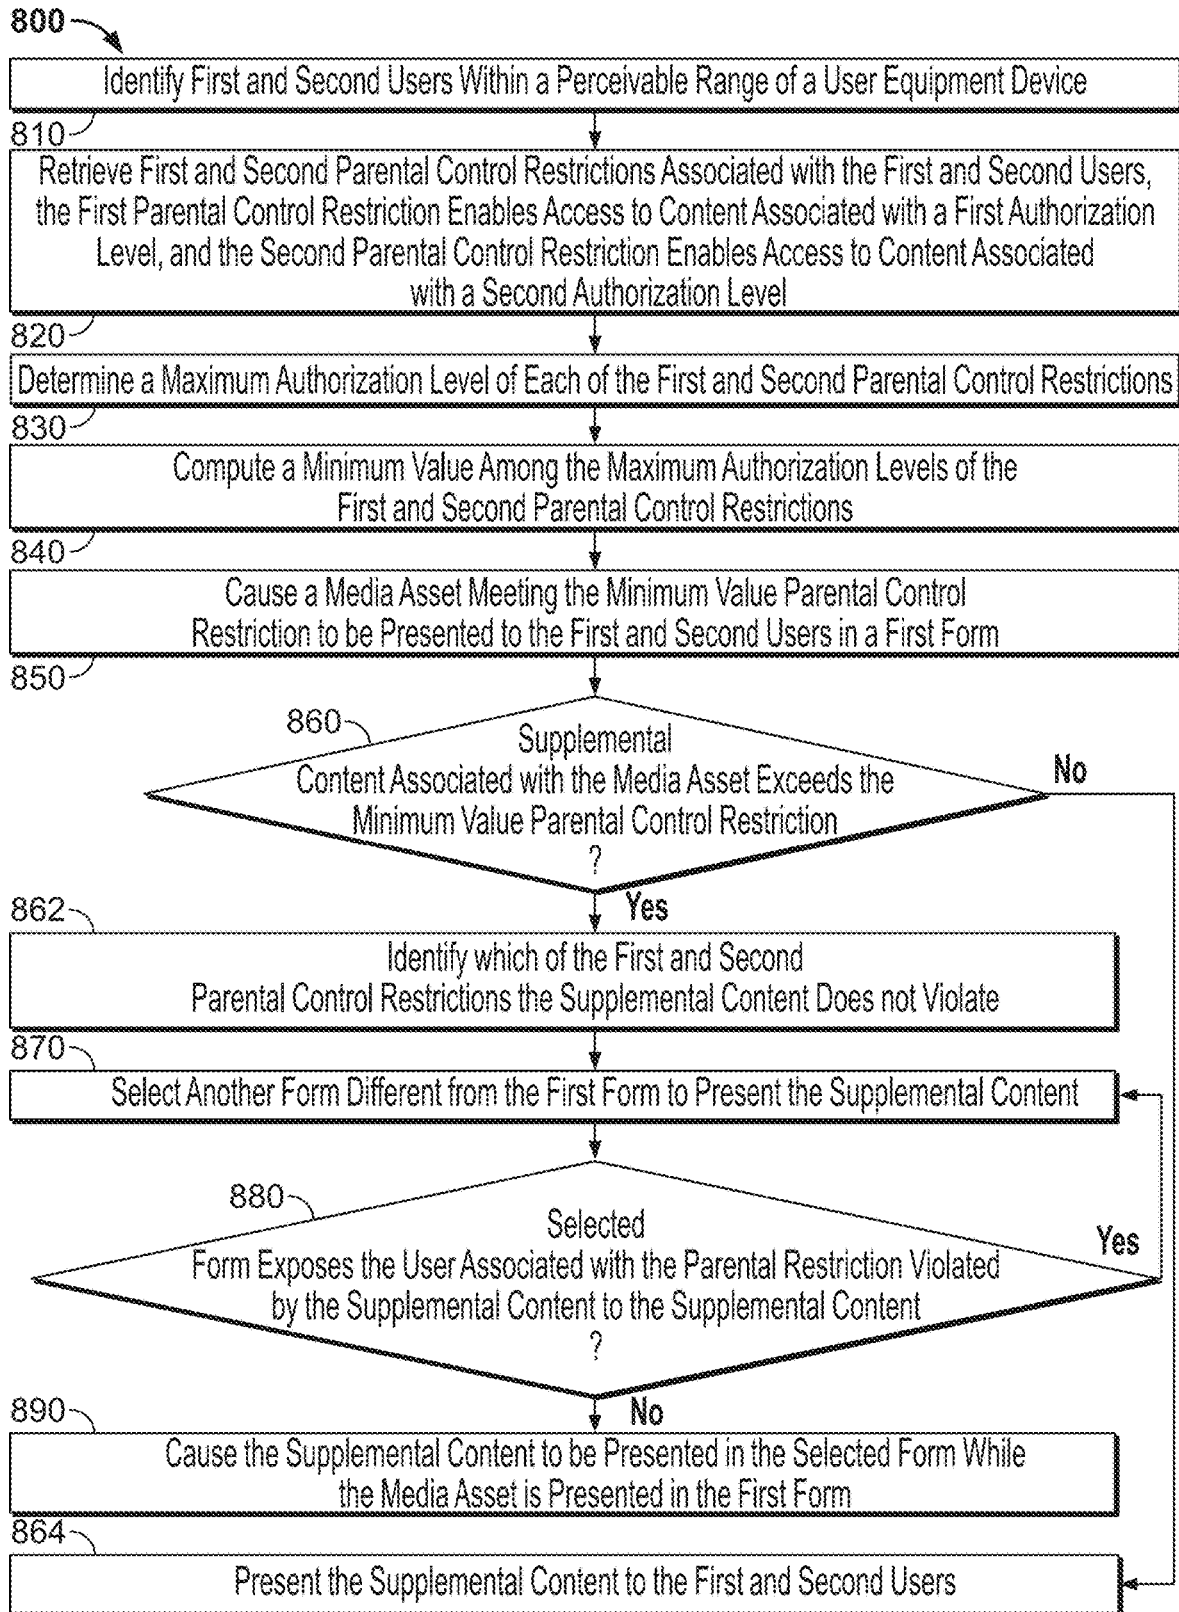 800
Identify First and Second Users Within a Perceivable Range of a User Equipment Device
810
Retrieve First and Second Parental Control Restrictions Associated with the First and Second Users,
the First Parental Control Restriction Enables Access to Content Associated with a First Authorization
Level, and the Second Parental Control Restriction Enables Access to Content Associated
with a Second Authorization Level
820
Determine a Maximum Authorization Level of Each of the First and Second Parental Control Restrictions
830
Compute a Minimum Value Among the Maximum Authorization Levels of the
First and Second Parental Control Restrictions
840
Cause a Media Asset Meeting the Minimum Value Parental Control
Restriction to be Presented to the First and Second Users in a First Form
850
860
Supplemental
Content Associated with the Media Asset Exceeds the
Minimum Value Parental Control Restriction
?
No
Yes
862
Identify which of the First and Second
Parental Control Restrictions the Supplemental Content Does not Violate
870
Select Another Form Different from the First Form to Present the Supplemental Content
880
Selected
Form Exposes the User Associated with the Parental Restriction Violated
by the Supplemental Content to the Supplemental Content
?
Yes
No
890
Cause the Supplemental Content to be Presented in the Selected Form While
the Media Asset is Presented in the First Form
864
Present the Supplemental Content to the First and Second Users